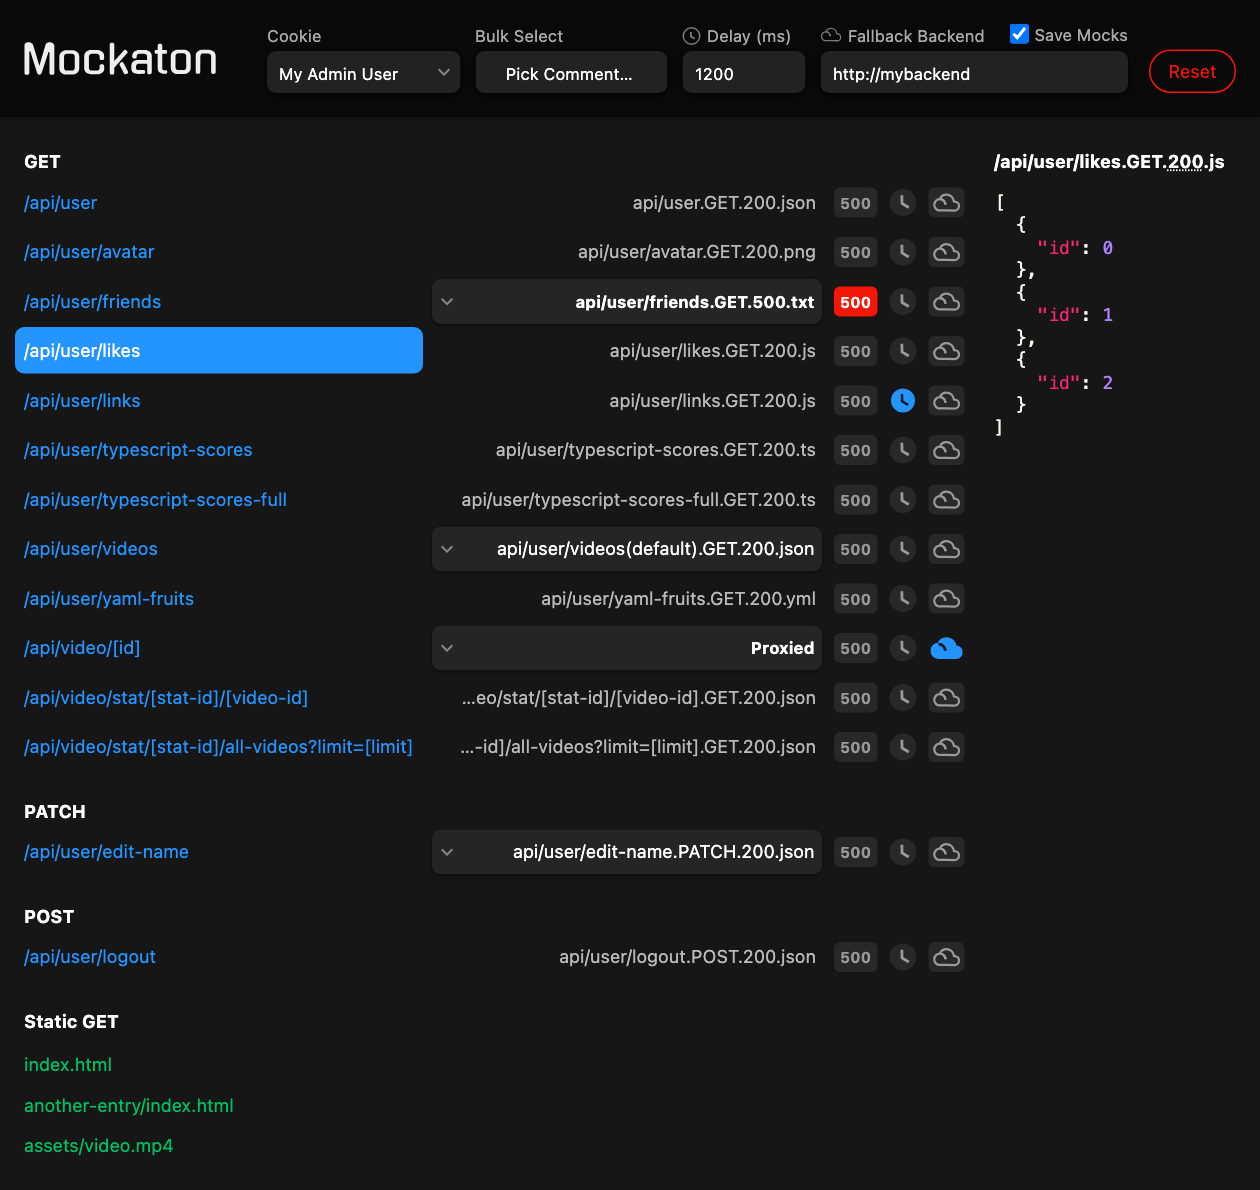 Mockaton
Cookie
My Admin User
Bulk Select
Pick Comment...
Delay (ms)
1200
Fallback Backend
Save Mocks
http://mybackend
Reset
GET
/api/user api/user.GET.200.json 500
/api/user/avatar api/user/avatar.GET.200.png 500
/api/user/friends api/user/friends.GET.500.txt 500
/api/user/likes api/user/likes.GET.200.js 500
/api/user/links api/user/links.GET.200.js 500
/api/user/typescript-scores api/user/typescript-scores.GET.200.ts 500
/api/user/typescript-scores-full api/user/typescript-scores-full.GET.200.ts 500
/api/user/videos api/user/videos(default).GET.200.json 500
/api/user/yaml-fruits api/user/yaml-fruits.GET.200.yml 500
/api/video/[id] Proxied 500
/api/video/stat/[stat-id]/[video-id] ...eo/stat/[stat-id]/[video-id].GET.200.json 500
/api/video/stat/[stat-id]/all-videos?limit=[limit] ...-id]/all-videos?limit=[limit].GET.200.json 500
PATCH
/api/user/edit-name api/user/edit-name.PATCH.200.json 500
POST
/api/user/logout api/user/logout.POST.200.json 500
Static GET
index.html
another-entry/index.html
assets/video.mp4
/api/user/likes.GET.200.js
[
{
"id": 0
},
{
"id": 1
},
{
"id": 2
}
]